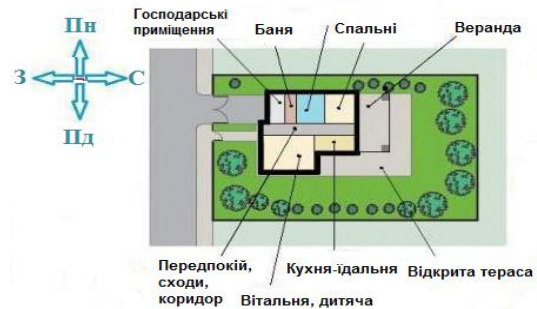 Пн
З
С
Пд
Господарські
приміщення
Баня
Спальні
Веранда
Передпокій,
сходи,
коридор
Вітальня, дитяча
Кухня-їдальня
Відкрита тераса